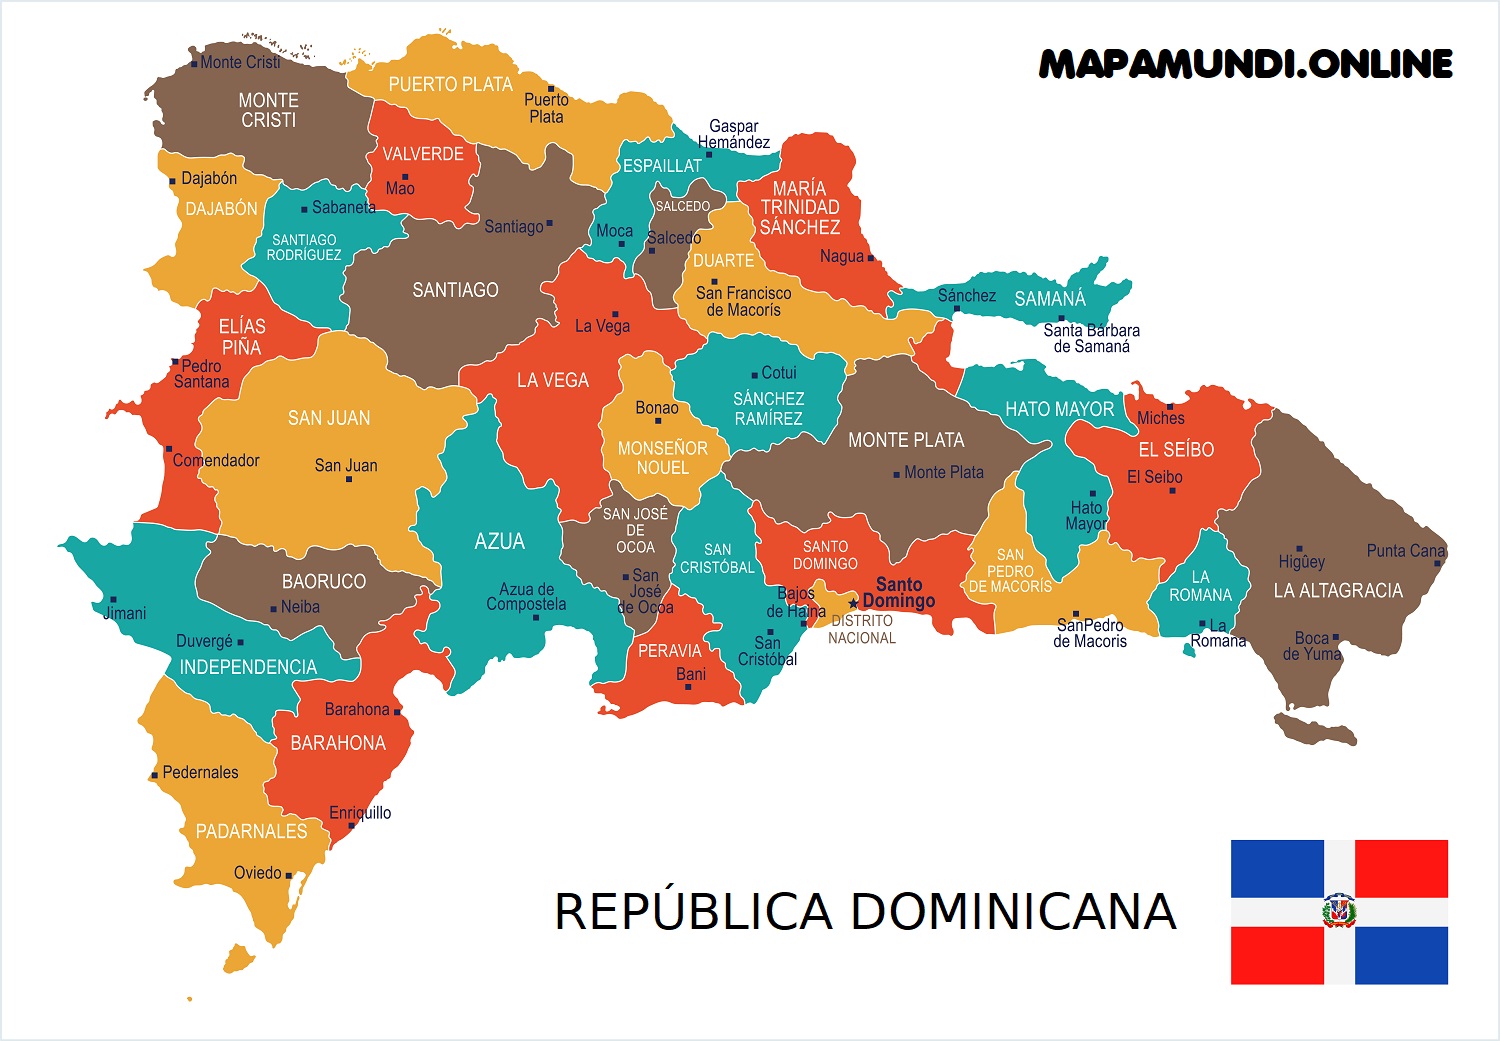 MAPAMUNDI.ONLINE
Monte Cristi
MONTE
CRISTI
PUERTO PLATA
Puerto
Plata
Gaspar
Hemández
VALVERDE
Mao
ESPAILLAT
Dajabón
DAJABÓN
Sabaneta
SANTIAGO
RODRÍGUEZ
Santiago
SANTIAGO
Moca
SALCEDO
Salcedo
MARÍA
TRINIDAD
SÁNCHEZ
Nagua
DUARTE
San Francisco
de Macorís
Sánchez
SAMANÁ
Santa Bárbara
de Samaná
ELÍAS
PIÑA
Pedro
Santana
Comendador
La Vega
LA VEGA
Cotui
SÁNCHEZ
RAMÍREZ
SAN JUAN
San Juan
Bonao
MONSEÑOR
NOUEL
MONTE PLATA
Monte Plata
HATO MAYOR
Hato
Mayor
Miches
EL SEÍBO
El Seibo
AZUA
Azua de
Compostela
SAN JOSÉ
DE
OCOA
San
José
de Ocoa
SAN
CRISTÓBAL
San
Cristóbal
SANTO
DOMINGO
Bajos
de Haina
Santo
Domingo
DISTRITO
NACIONAL
SAN
PEDRO
DE MACORÍS
SanPedro
de Macoris
LA
ROMANA
La
Romana
Higûey
Punta Cana
LA ALTAGRACIA
Boca
de Yuma
BAORUCO
Neiba
Jimani
Duvergé
INDEPENDENCIA
PERAVIA
Bani
Barahona
BARAHONA
Enriquillo
Pedernales
PADARNALES
Oviedo
REPÚBLICA DOMINICANA